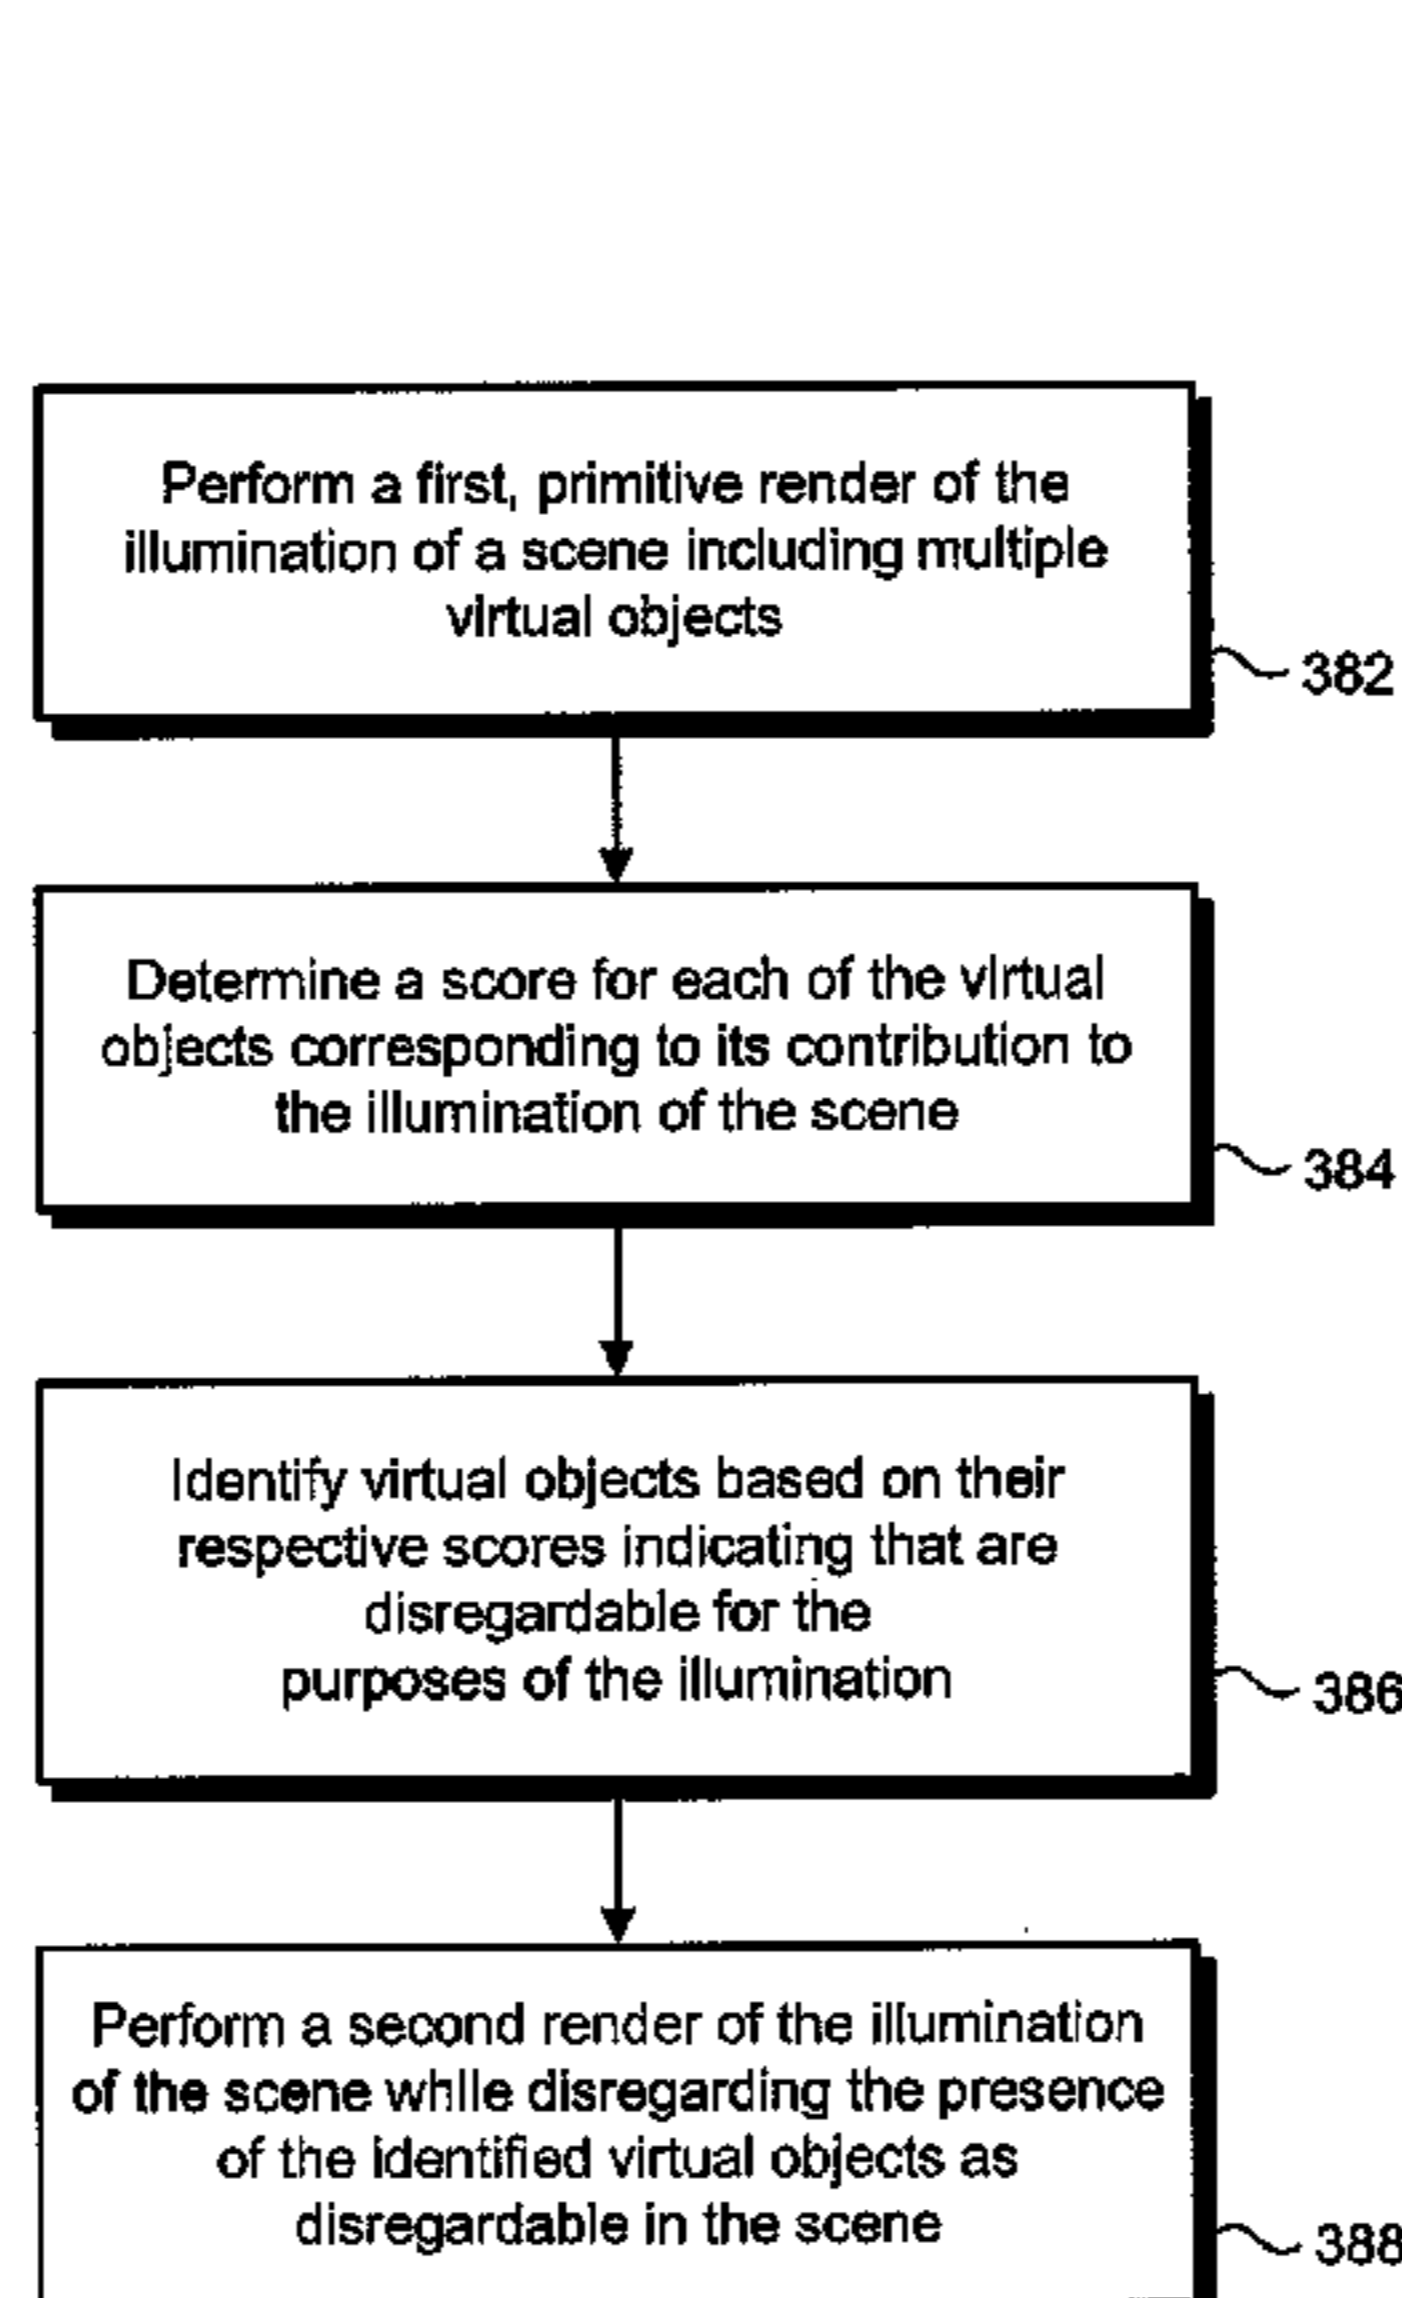 Perform a first, primitive render of the
illumination of a scene including multiple
virtual objects
382
Determine a score for each of the virtual
objects corresponding to its contribution to
the illumination of the scene
384
Identify virtual objects based on their
respective scores indicating that are
disregardable for the
purposes of the illumination
386
Perform a second render of the illumination
of the scene while disregarding the presence
of the identified virtual objects as
disregardable in the scene
388